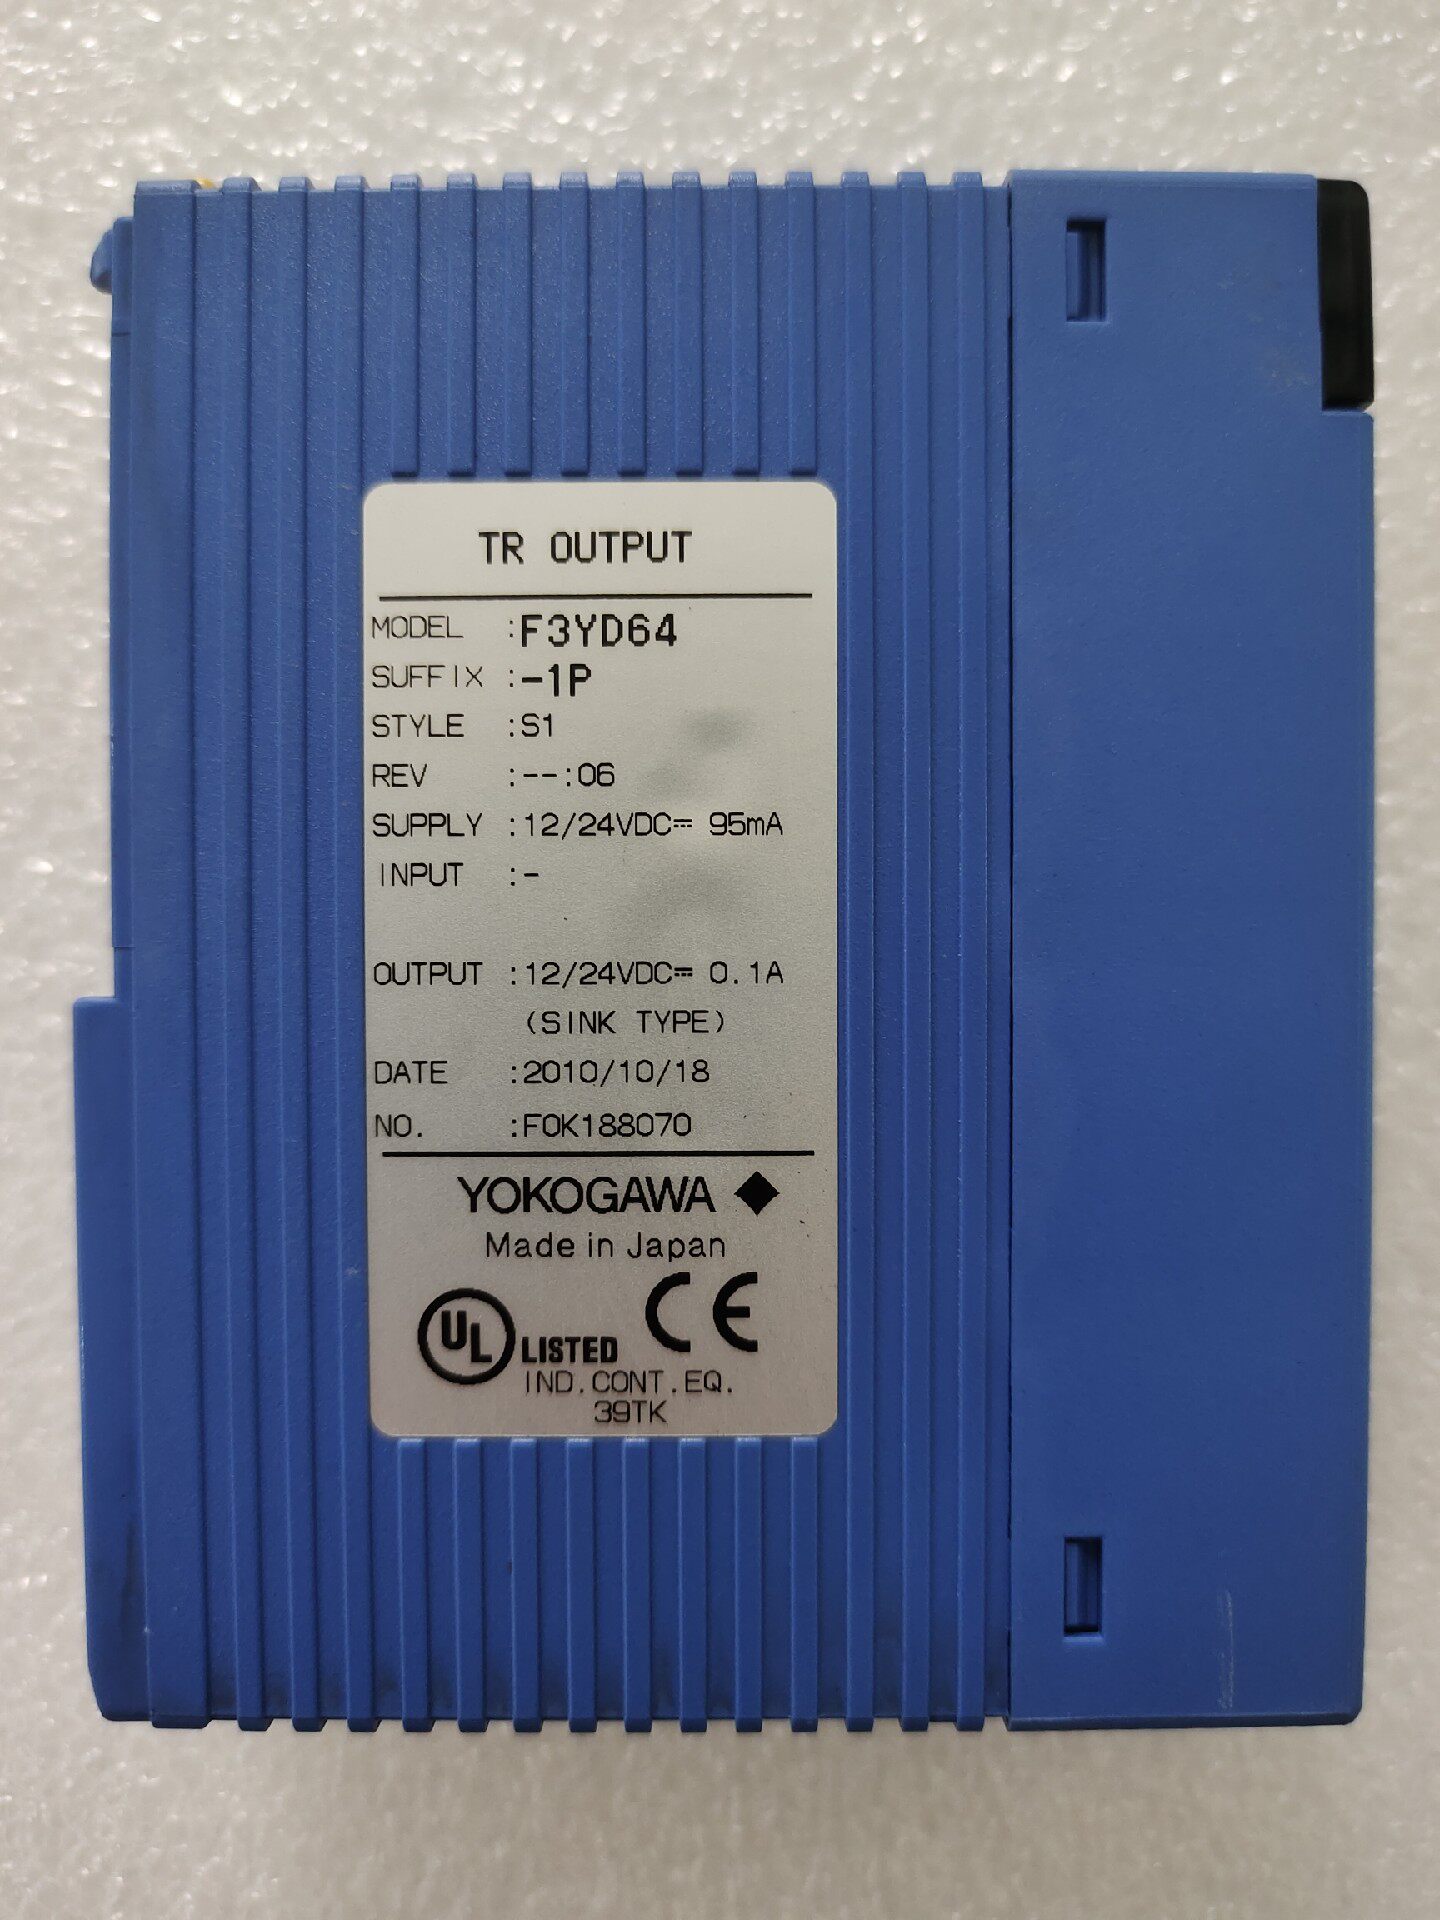 TR OUTPUT
MODEL :F3YD64
SUFFIX :-1P
STYLE :S1
REV :--:06
SUPPLY :12/24VDC⎓ 95mA
INPUT :-
OUTPUT :12/24VDC⎓ 0.1A
(SINK TYPE)
DATE :2010/10/18
NO. :F0K188070
YOKOGAWA ◆
Made in Japan
UL LISTED CE
IND.CONT.EQ.
39TK